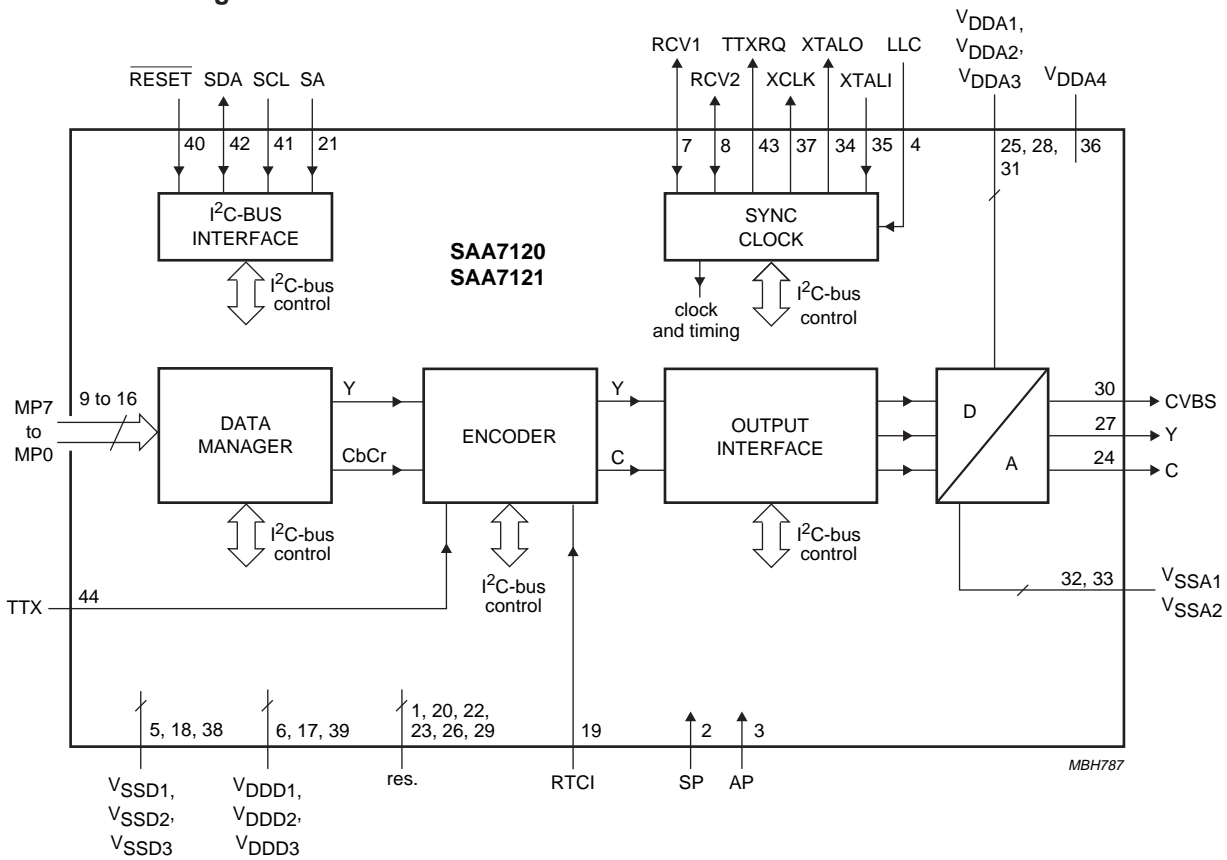 RESET SDA SCL SA
RCV1 TTXRQ XTALO LLC
RCV2 XCLK XTALI
VDDA1,
VDDA2,
VDDA3
VDDA4
40 42 41 21
7 8 43 37 34 35 4
25, 28,
31
36
I2C-BUS
INTERFACE
SYNC
CLOCK
SAA7120
SAA7121
I2C-bus
control
clock
and timing
I2C-bus
control
MP7
to
MP0
9 to 16
DATA
MANAGER
Y
CbCr
ENCODER
Y
C
OUTPUT
INTERFACE
D
A
30 CVBS
27 Y
24 C
I2C-bus
control
I2C-bus
control
I2C-bus
control
TTX 44
32, 33
VSSA1
VSSA2
5, 18, 38
6, 17, 39
1, 20, 22,
23, 26, 29
19
2
3
VSSD1,
VSSD2,
VSSD3
VDDD1,
VDDD2,
VDDD3
res.
RTCI
SP
AP
MBH787